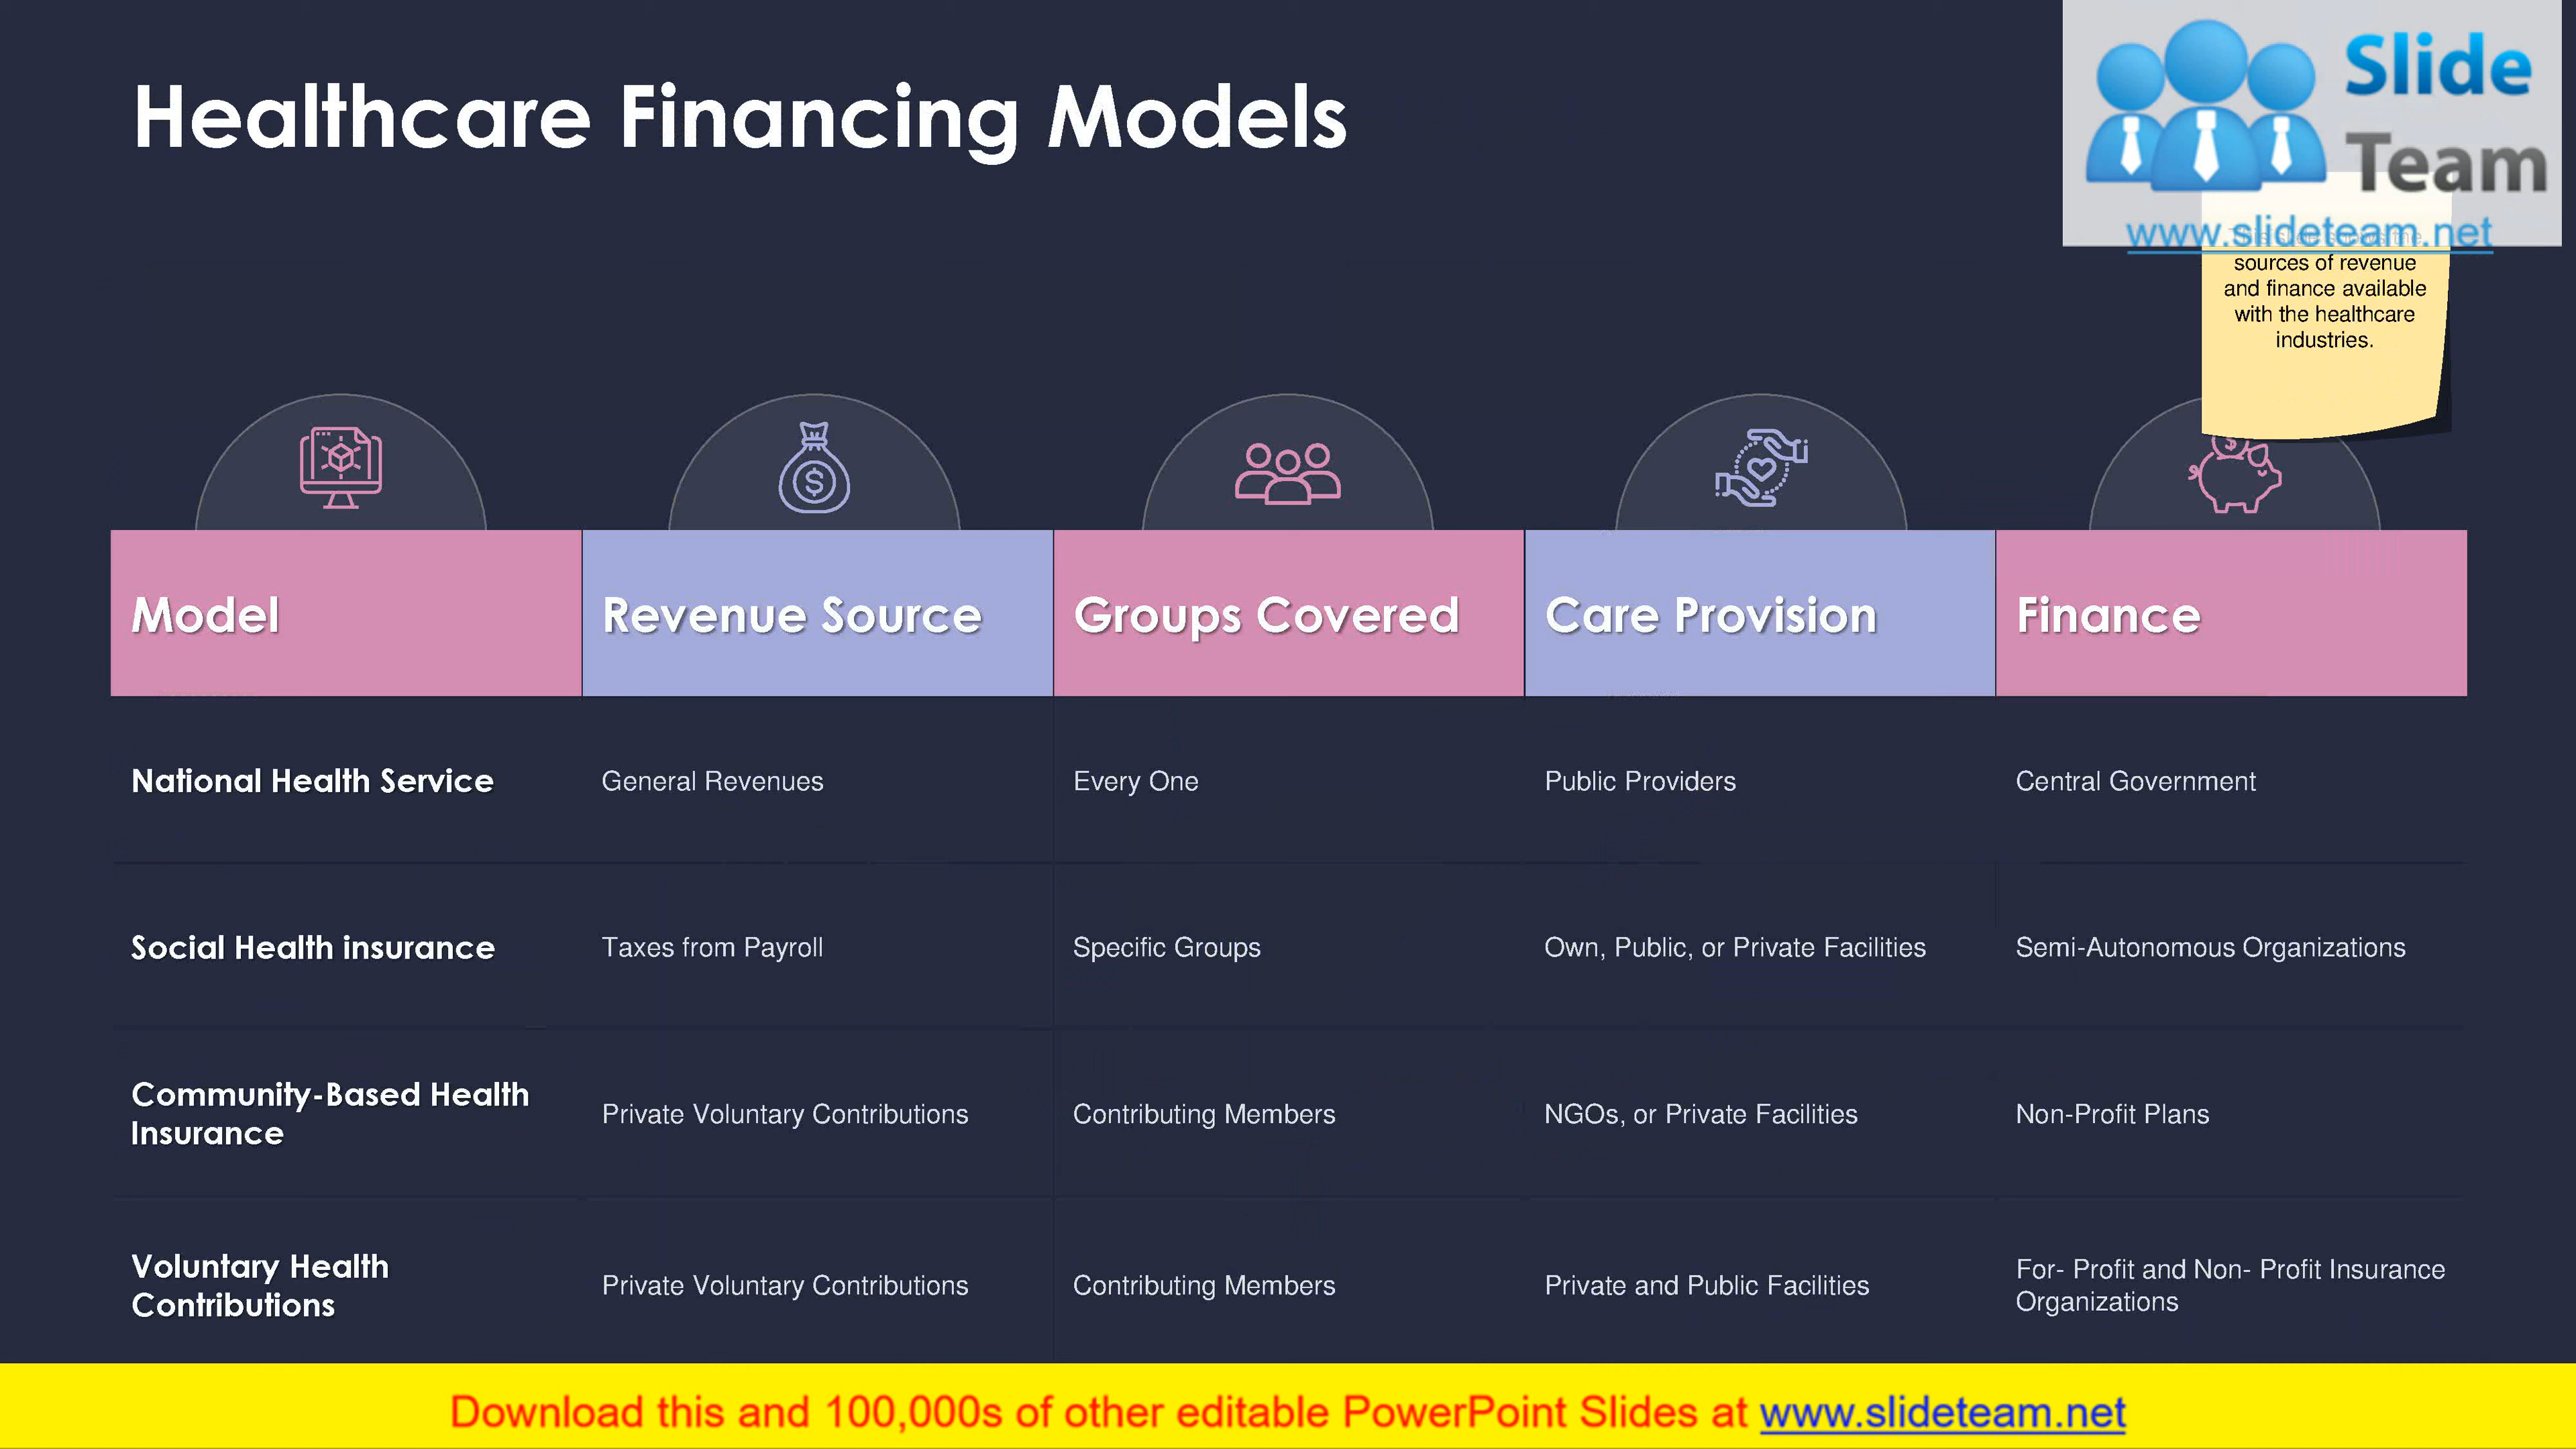 Healthcare Financing Models
Slide
Team
www.slideteam.net
sources of revenue
and finance available
with the healthcare
industries.
Model
Revenue Source
Groups Covered
Care Provision
Finance
National Health Service
General Revenues
Every One
Public Providers
Central Government
Social Health insurance
Taxes from Payroll
Specific Groups
Own, Public, or Private Facilities
Semi-Autonomous Organizations
Community-Based Health
Insurance
Private Voluntary Contributions
Contributing Members
NGOs, or Private Facilities
Non-Profit Plans
Voluntary Health
Contributions
Private Voluntary Contributions
Contributing Members
Private and Public Facilities
For- Profit and Non- Profit Insurance
Organizations
Download this and 100,000s of other editable PowerPoint Slides at www.slideteam.net